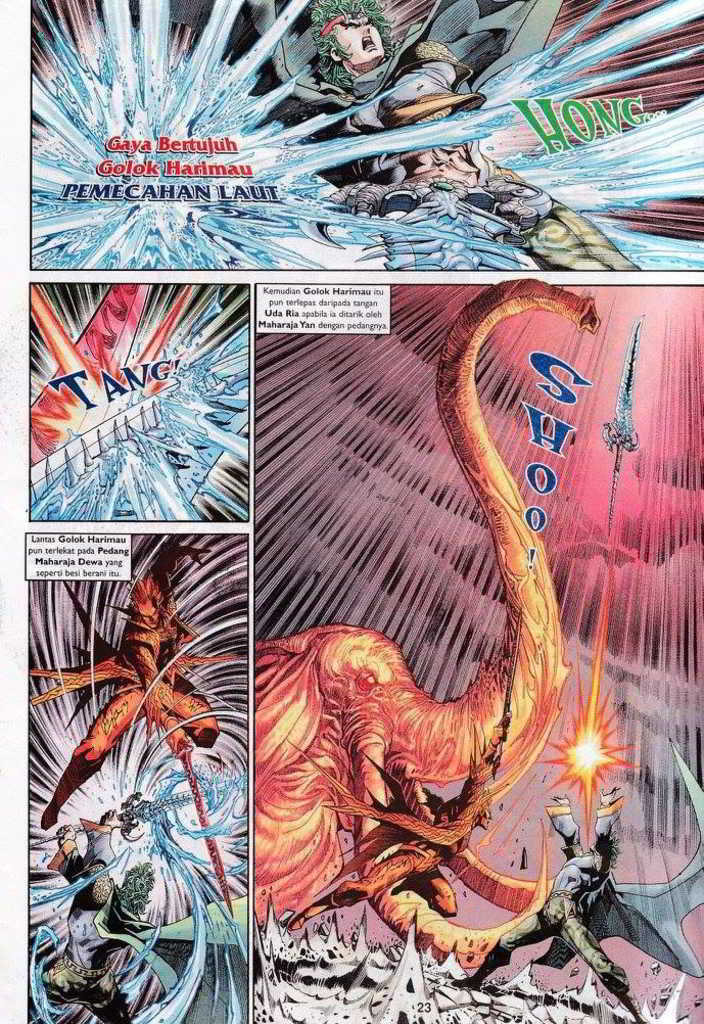 Gaya Bertujuh
Golok Harimau
PEMECAHAN LAUT
HONG....
TANG!
Kemudian Golok Harimau itu
pun terlepas daripada tangan
Uda Ria apabila ia ditarik oleh
Maharaja Yan dengan pedangnya.
SHOO!
Lantas Golok Harimau
pun terlekat pada Pedang
Maharaja Dewa yang
seperti besi berani itu.
23